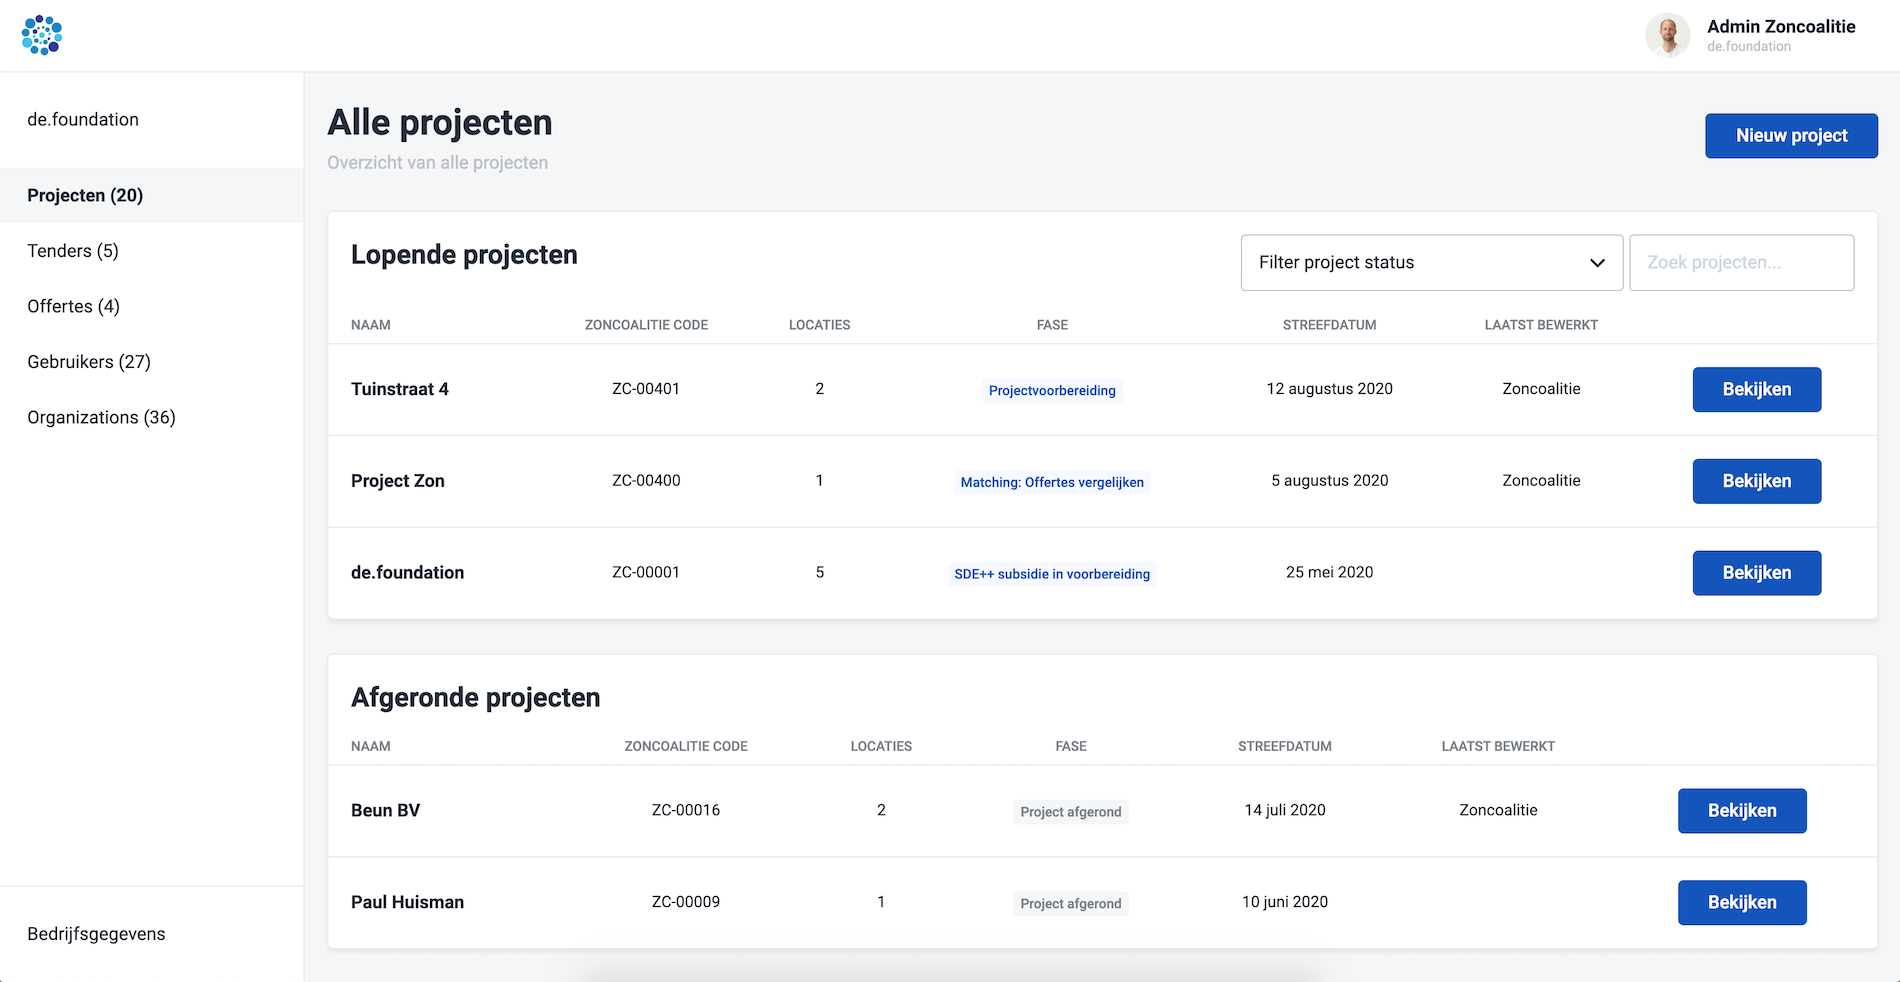 Admin Zoncoalitie
de.foundation
de.foundation
Projecten (20)
Tenders (5)
Offertes (4)
Gebruikers (27)
Organizations (36)
Bedrijfsgegevens
Alle projecten
Overzicht van alle projecten
Nieuw project
Lopende projecten
Filter project status
Zoek projecten...
NAAM ZONCOALITIE CODE LOCATIES FASE STREEFDATUM LAATST BEWERKT
Tuinstraat 4 ZC-00401 2 Projectvoorbereiding 12 augustus 2020 Zoncoalitie Bekijken
Project Zon ZC-00400 1 Matching: Offertes vergelijken 5 augustus 2020 Zoncoalitie Bekijken
de.foundation ZC-00001 5 SDE++ subsidie in voorbereiding 25 mei 2020 Bekijken
Afgeronde projecten
NAAM ZONCOALITIE CODE LOCATIES FASE STREEFDATUM LAATST BEWERKT
Beun BV ZC-00016 2 Project afgerond 14 juli 2020 Zoncoalitie Bekijken
Paul Huisman ZC-00009 1 Project afgerond 10 juni 2020 Bekijken